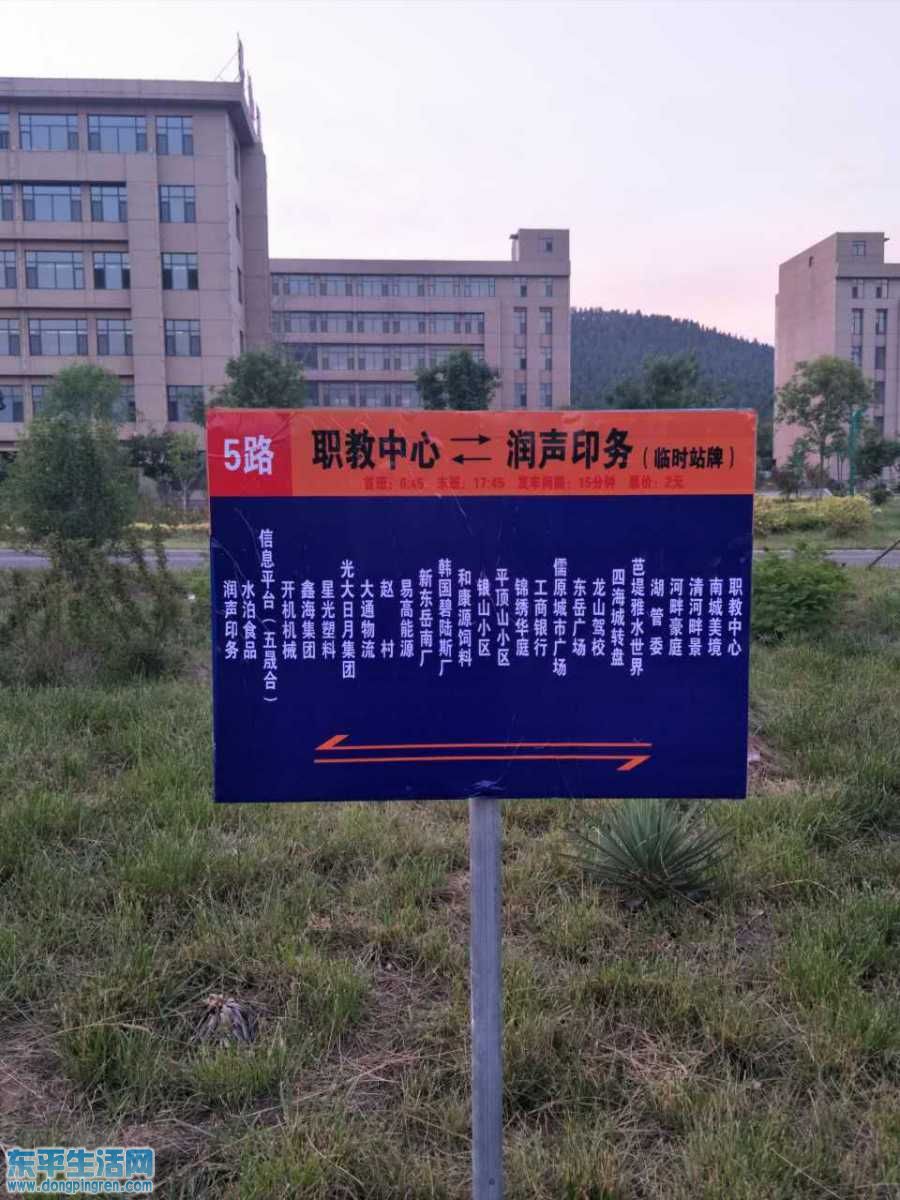 5路
职教中心 ⇄ 润声印务（临时站牌）
首班：6:45 末班：17:45 发车间隔：15分钟 票价：2元
润声印务
水泊食品
信息平台（五晟合）
开机机械
鑫海集团
星光塑料
光大日月集团
大通物流
赵村
易高能源
新东岳南厂
韩国碧陆斯厂
和康源饲料
银山小区
平顶山小区
锦绣华庭
工商银行
儒原城市广场
东岳广场
龙山驾校
四海城转盘
芭堤雅水世界
湖管委
河畔豪庭
清河畔景
南城美境
职教中心
东平生活网
www.dongpingren.com